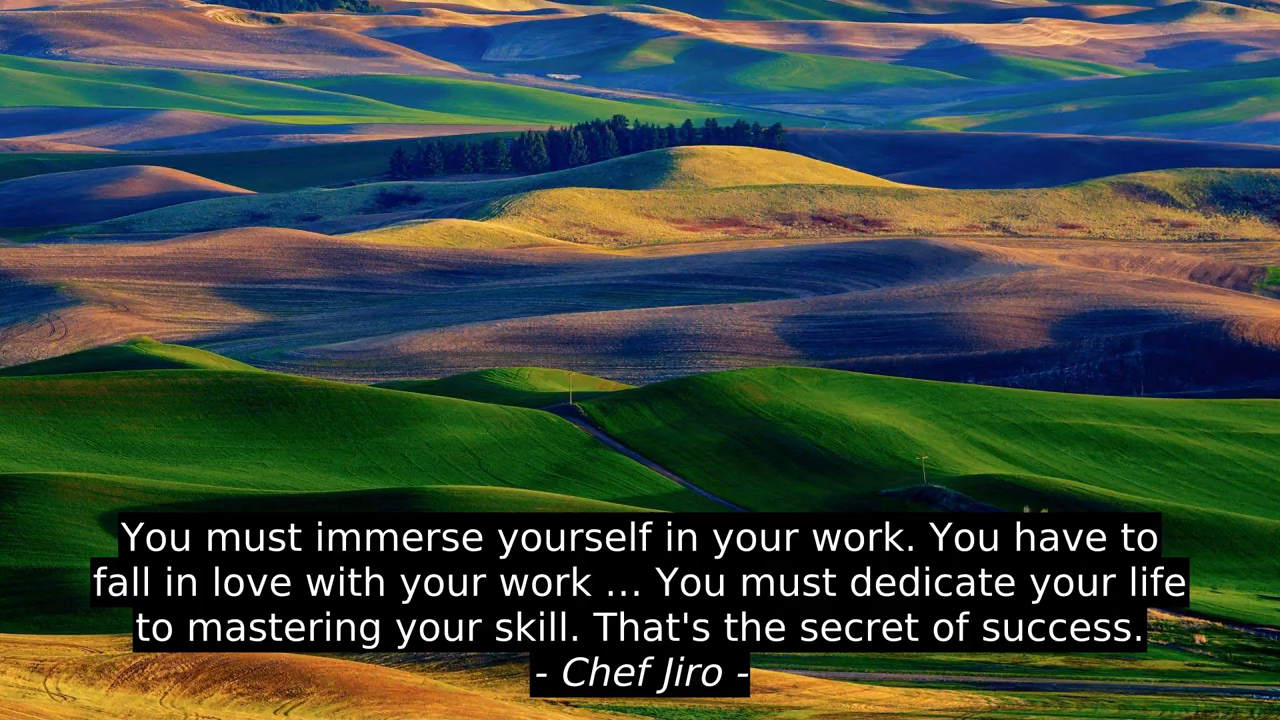 You must immerse yourself in your work. You have to
fall in love with your work ... You must dedicate your life
to mastering your skill. That's the secret of success.
- Chef Jiro -